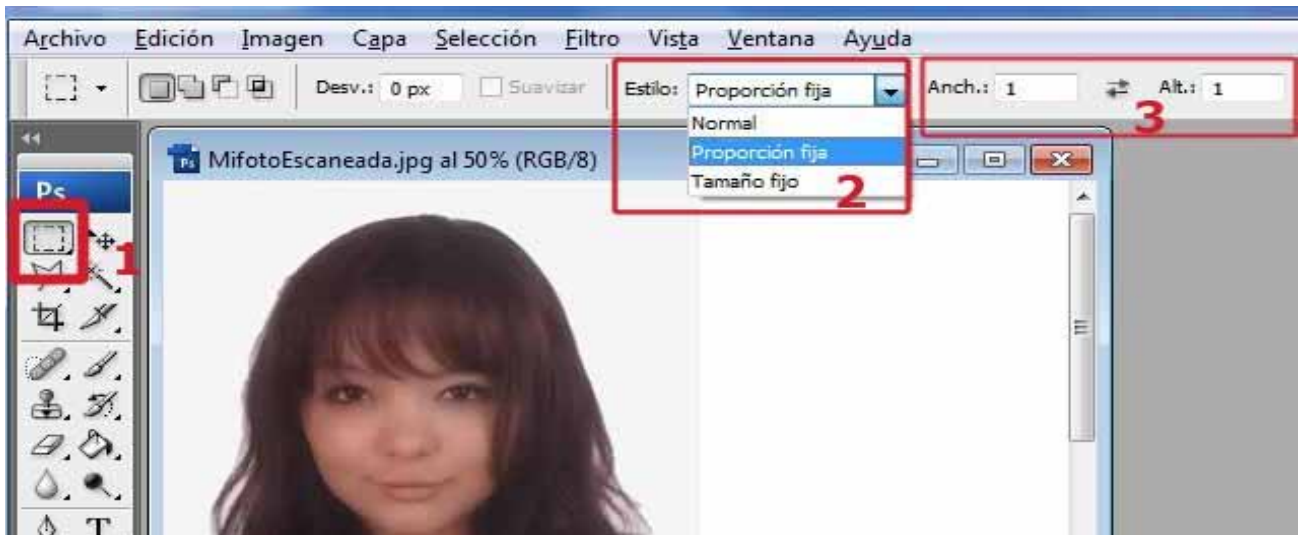 Archivo Edición Imagen Capa Selección Filtro Vista Ventana Ayuda
Desv.: 0 px Suavizar Estilo: Proporción fija Anch.: 1 Alt.: 1
Normal
Proporción fija
Tamaño fijo
2
3
MifotoEscaneada.jpg al 50% (RGB/8)
Ps
1
T